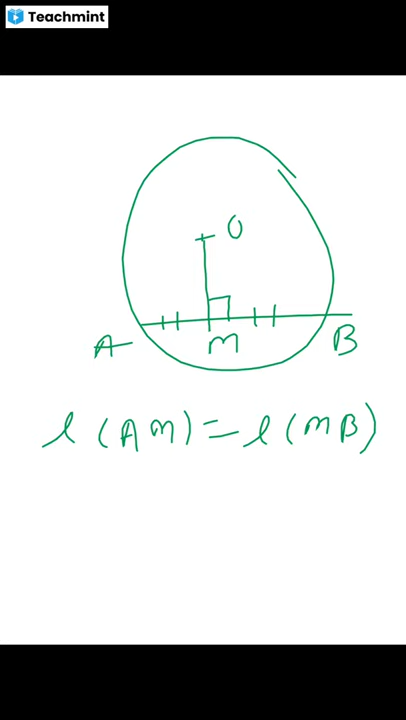 Teachmint
O
A
M
B
l (AM) = l (MB)